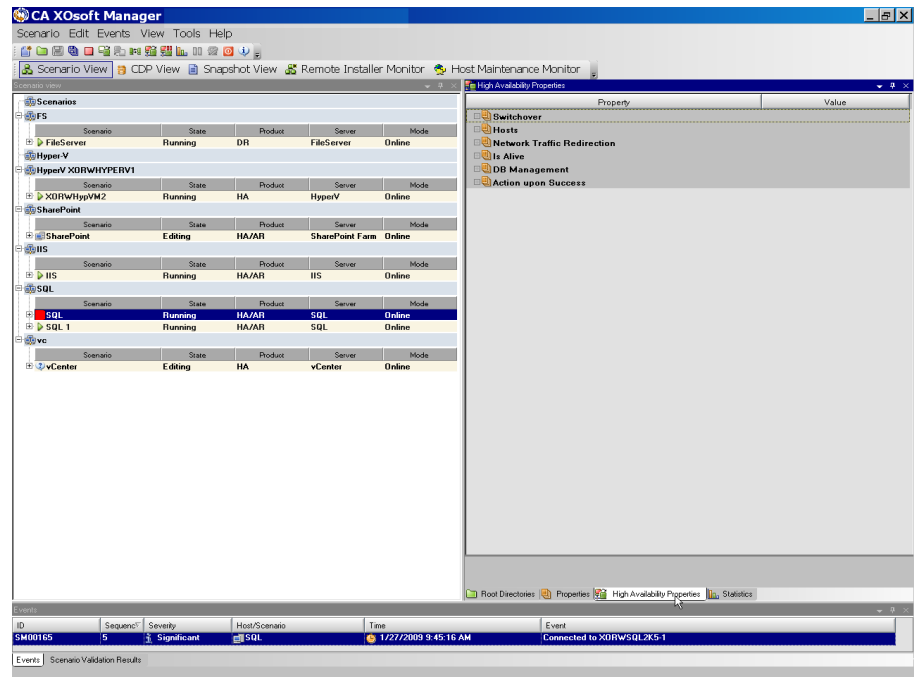 CA XOsoft Manager
Scenario Edit Events View Tools Help
Scenario View CDP View Snapshot View Remote Installer Monitor Host Maintenance Monitor
Scenario view
Scenarios
FS
Scenario State Product Server Mode
FileServer Running DR FileServer Online
Hyper-V
HyperV XORWHYPERV1
Scenario State Product Server Mode
XORWHypVM2 Running HA HyperV Online
SharePoint
Scenario State Product Server Mode
SharePoint Editing HA/AR SharePoint Farm Online
IIS
Scenario State Product Server Mode
IIS Running HA/AR IIS Online
SQL
Scenario State Product Server Mode
SQL Running HA/AR SQL Online
SQL 1 Running HA/AR SQL Online
vc
Scenario State Product Server Mode
vCenter Editing HA vCenter Online
High Availability Properties
Property Value
Switchover
Hosts
Network Traffic Redirection
Is Alive
DB Management
Action upon Success
Root Directories Properties High Availability Properties Statistics
Events
ID Sequenc Severity Host/Scenario Time Event
SM00165 5 Significant SQL 1/27/2009 9:45:16 AM Connected to XORWSQL2K5-1
Events Scenario Validation Results